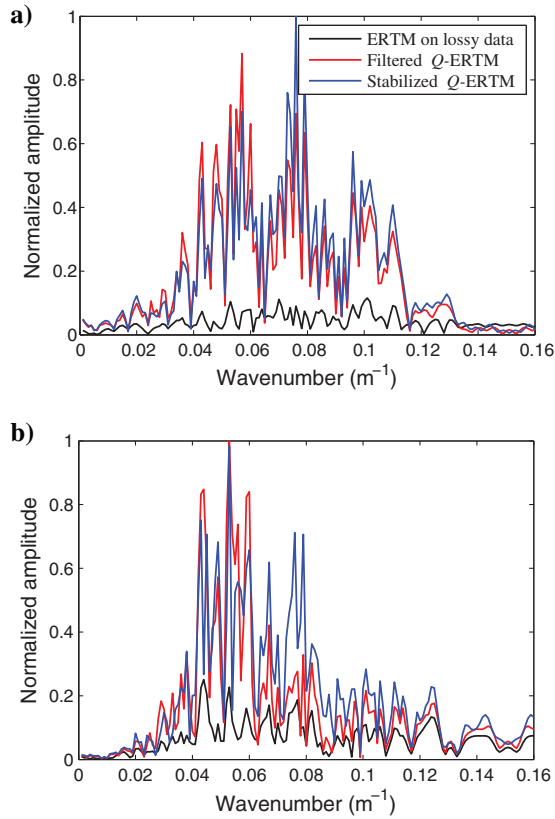 a)
1
0.8
0.6
0.4
0.2
0
Normalized amplitude
ERTM on lossy data
Filtered Q-ERTM
Stabilized Q-ERTM
0 0.02 0.04 0.06 0.08 0.1 0.12 0.14 0.16
Wavenumber (m−1)
b)
1
0.8
0.6
0.4
0.2
0
Normalized amplitude
0 0.02 0.04 0.06 0.08 0.1 0.12 0.14 0.16
Wavenumber (m−1)